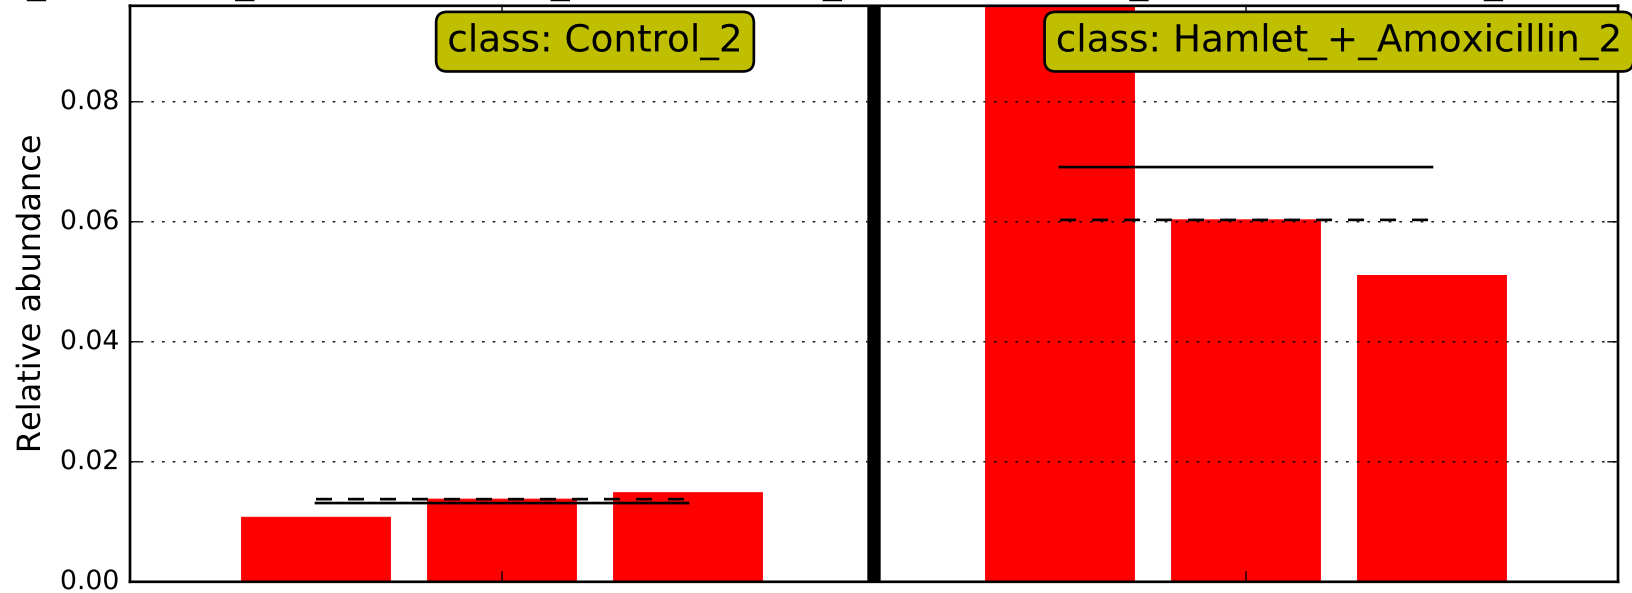 class: Control_2
class: Hamlet_+_Amoxicillin_2
Relative abundance
0.08
0.06
0.04
0.02
0.00